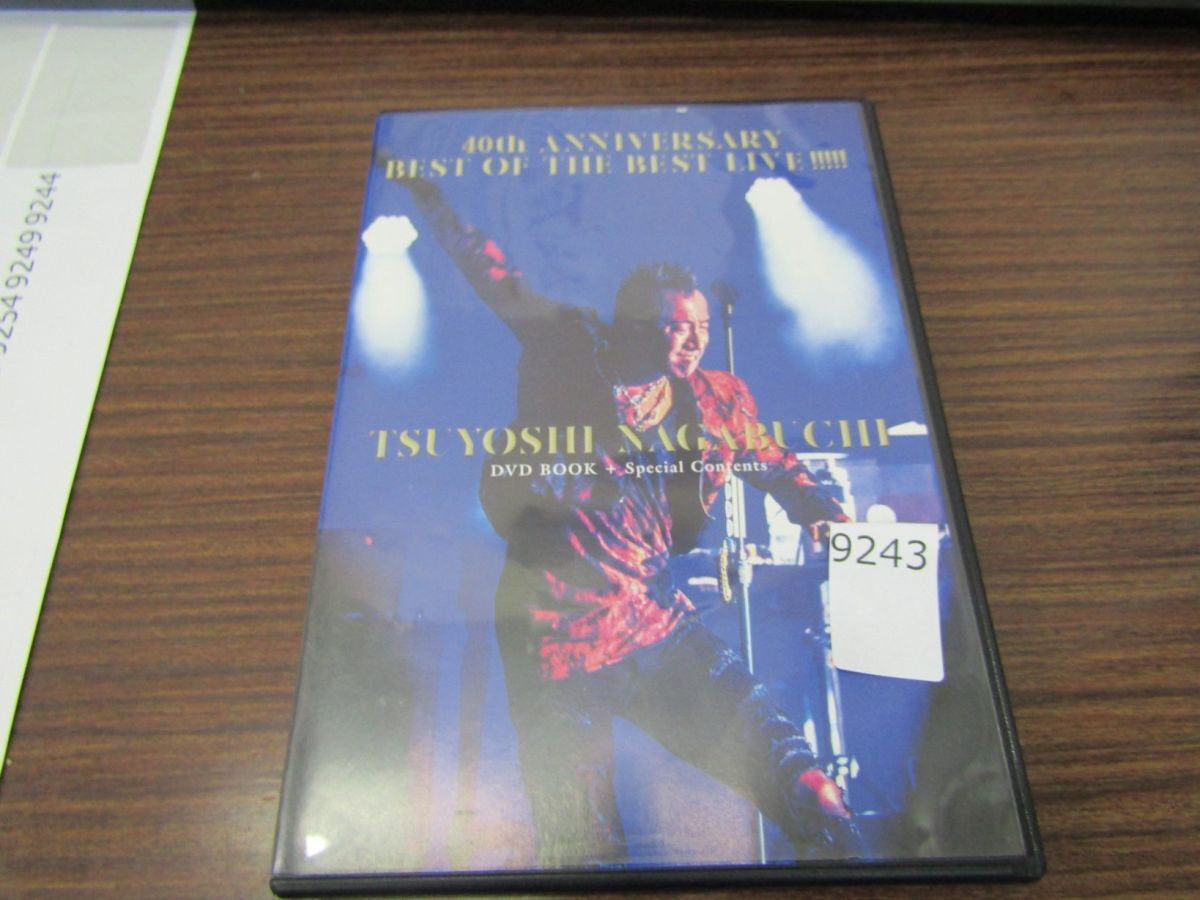 40th ANNIVERSARY
BEST OF THE BEST LIVE !!!!!
TSUYOSHI NAGABUCHI
DVD BOOK + Special Contents
9243
9254 9249 9244